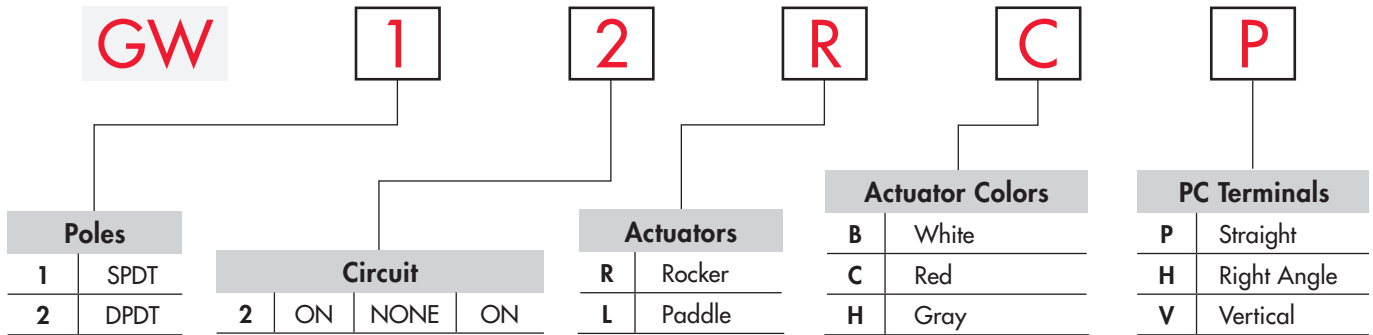 GW 1 2 R C P
Actuator Colors PC Terminals
Poles Actuators B White P Straight
1 SPDT Circuit R Rocker C Red H Right Angle
2 DPDT 2 ON NONE ON L Paddle H Gray V Vertical